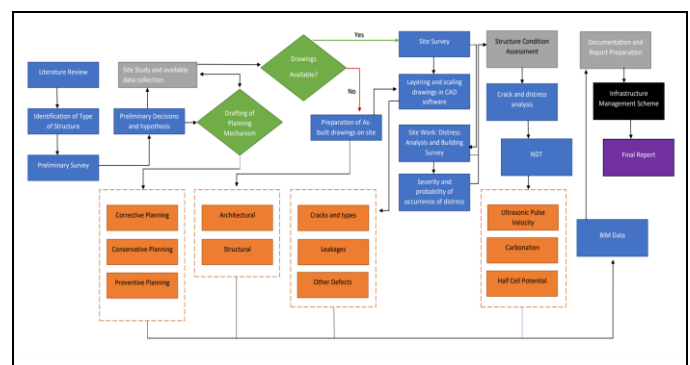 Literature Review
Identification of Type of
Structure
Preliminary Survey
Site Study and available
data collection
Preliminary Decisions
and hypothesis
Drafting of
Planning
Mechanism
Drawings
Available?
Yes
No
Preparation of As-
built drawings on site
Site Survey
Layering and scaling
drawings in CAD
software
Site Work: Distress
Analysis and Building
Survey
Severity and
probability of
occurrence of distress
Structure Condition
Assessment
Crack and distress
analysis
NDT
Documentation and
Report Preparation
Infrastructure
Management Scheme
Final Report
BIM Data
Corrective Planning
Conservative Planning
Preventive Planning
Architectural
Structural
Cracks and types
Leakages
Other Defects
Ultrasonic Pulse
Velocity
Carbonation
Half Cell Potential